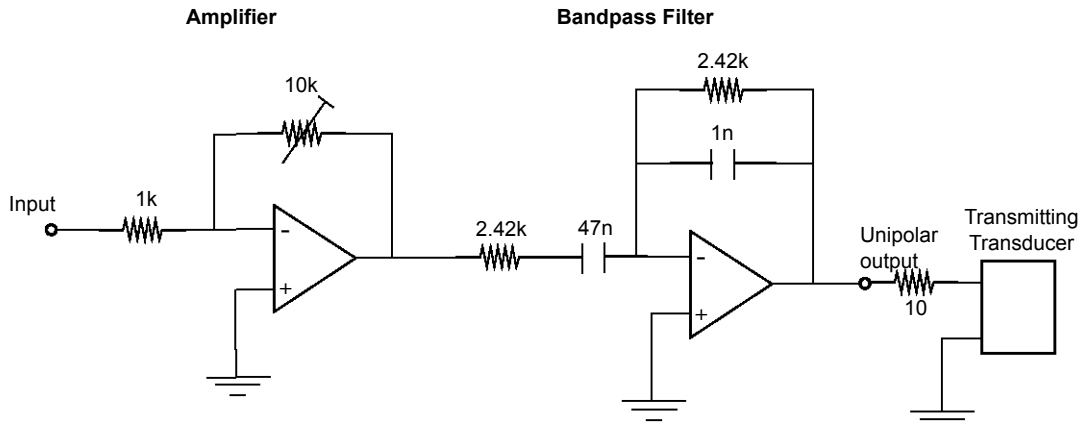 Amplifier
Bandpass Filter
2.42k
10k
1n
1k
Input
-
+
2.42k
47n
-
+
Unipolar
output
10
Transmitting
Transducer